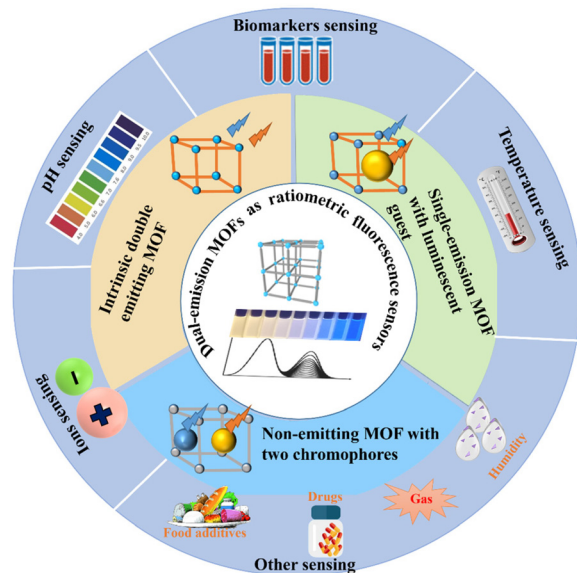 Biomarkers sensing
pH sensing
Temperature sensing
Ions sensing
Intrinsic double
emitting MOF
Single-emission MOF
with luminescent
guest
Dual-emission MOFs as ratiometric fluorescence sensors
Non-emitting MOF with
two chromophores
Humidity
Gas
Drugs
Food additives
Other sensing